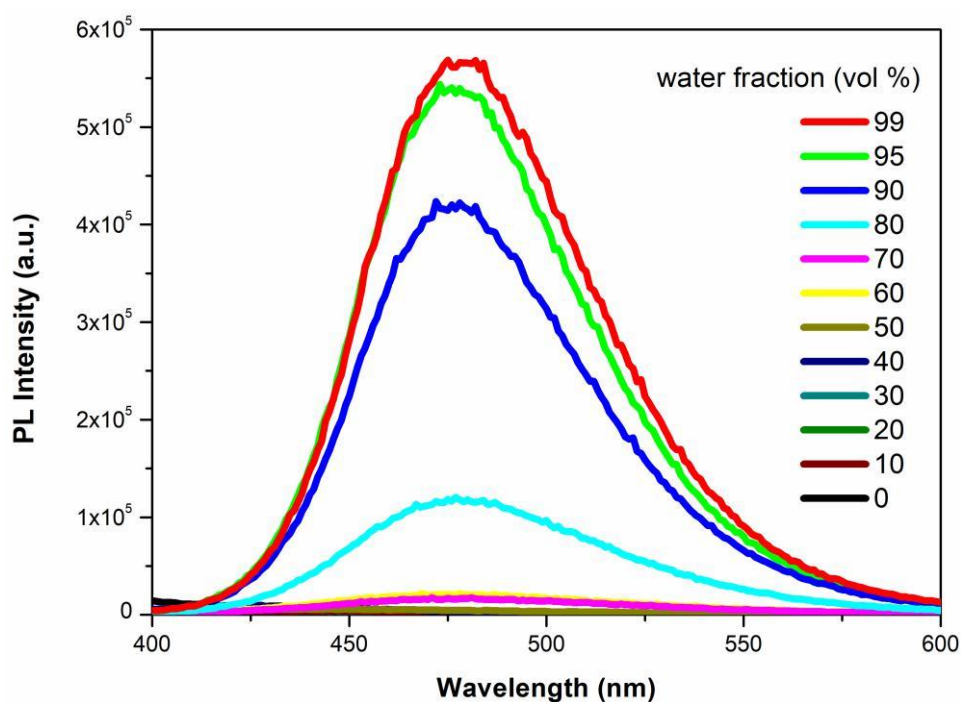 6x10⁵
5x10⁵
4x10⁵
3x10⁵
2x10⁵
1x10⁵
0
PL Intensity (a.u.)
water fraction (vol %)
99
95
90
80
70
60
50
40
30
20
10
0
400 450 500 550 600
Wavelength (nm)